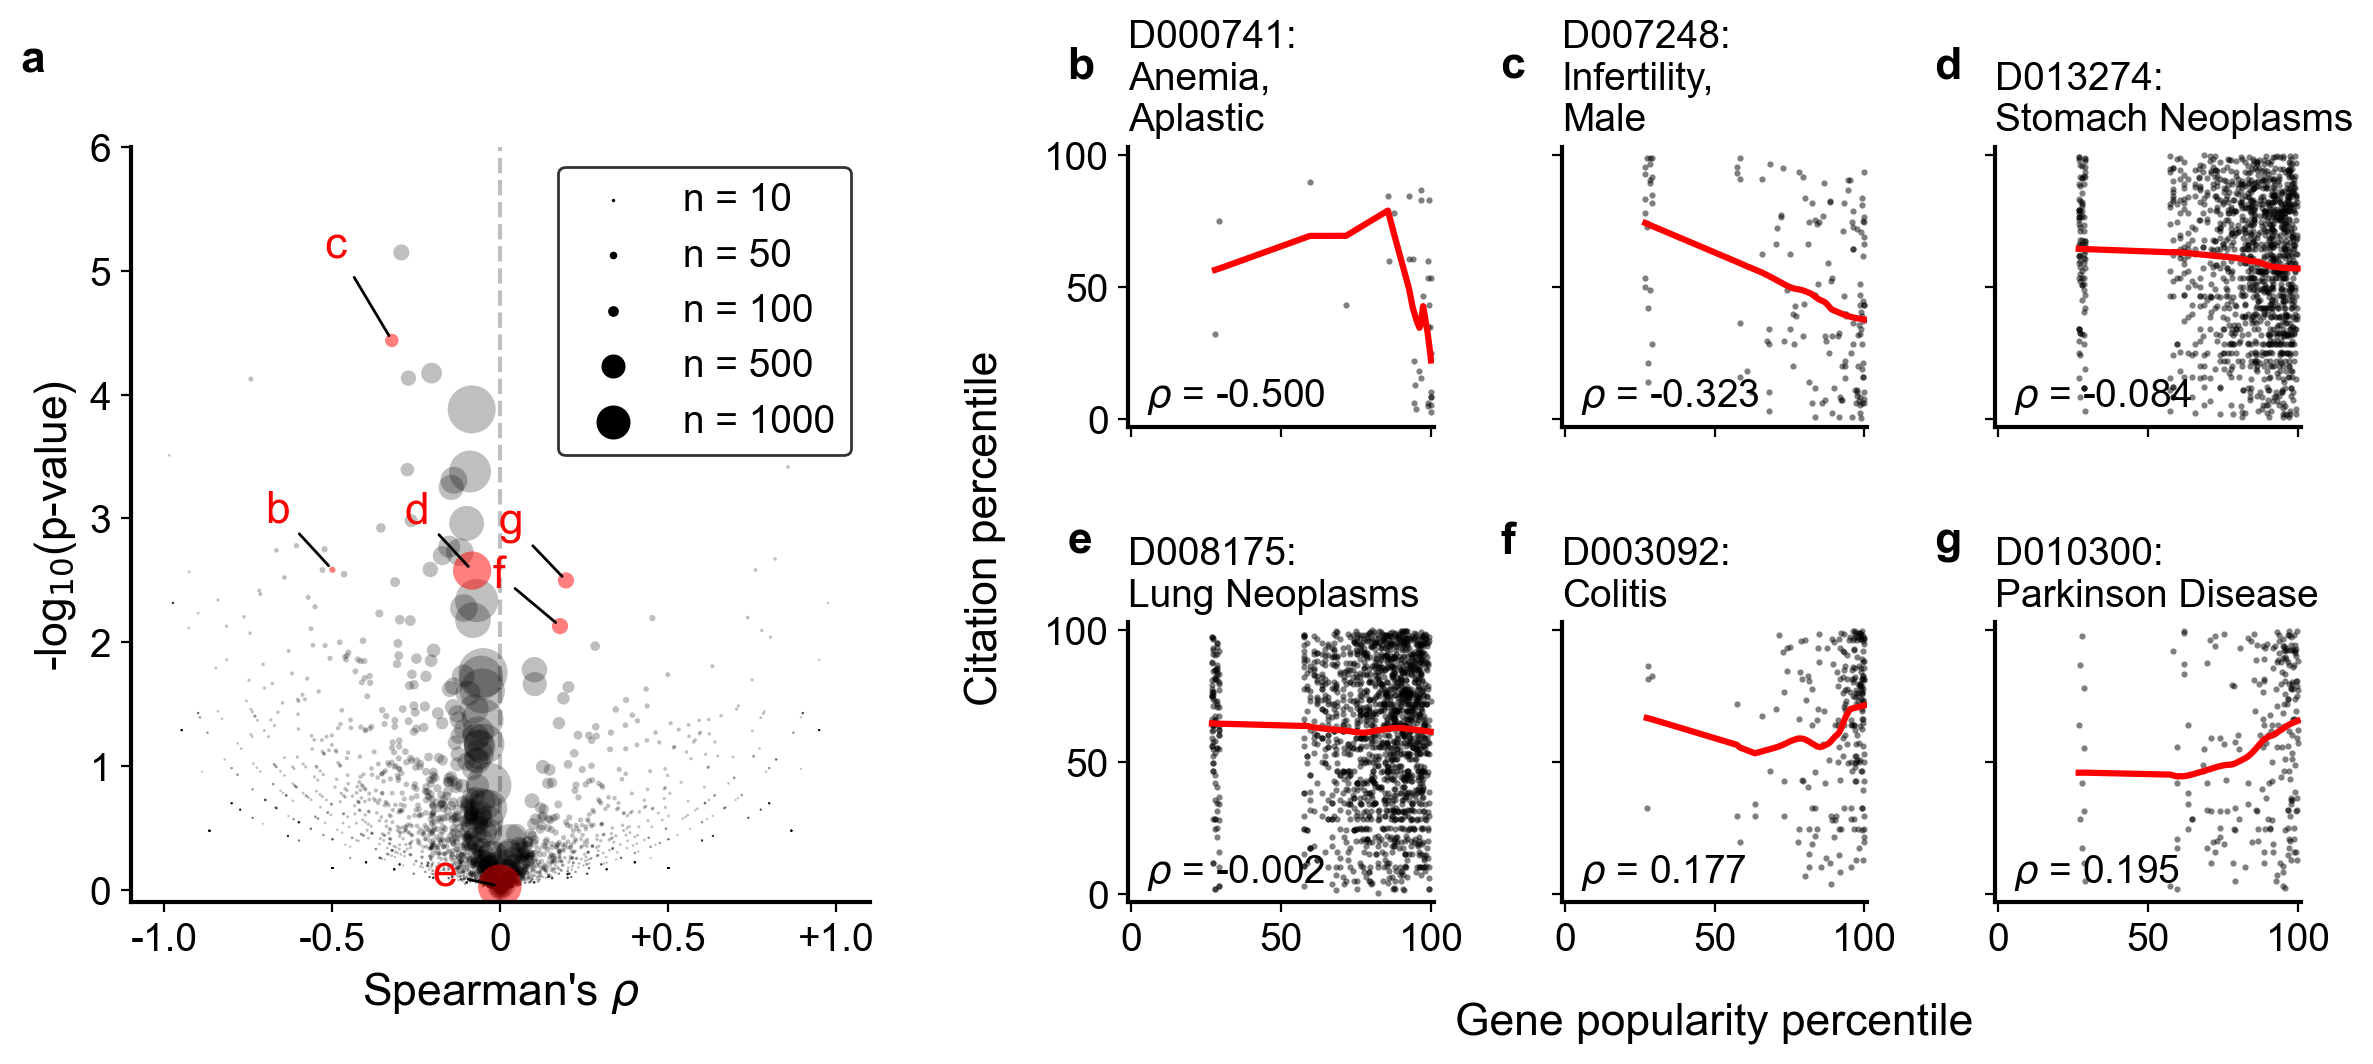 a
6
5
4
3
2
1
0
-log10(p-value)
-1.0
-0.5
0
+0.5
+1.0
Spearman's ρ
n = 10
n = 50
n = 100
n = 500
n = 1000
c
b
d
g
f
e
Citation percentile
b
D000741:
Anemia,
Aplastic
100
50
0
ρ = -0.500
c
D007248:
Infertility,
Male
ρ = -0.323
d
D013274:
Stomach Neoplasms
ρ = -0.084
e
D008175:
Lung Neoplasms
100
50
0
ρ = -0.002
0
50
100
f
D003092:
Colitis
ρ = 0.177
0
50
100
g
D010300:
Parkinson Disease
ρ = 0.195
0
50
100
Gene popularity percentile